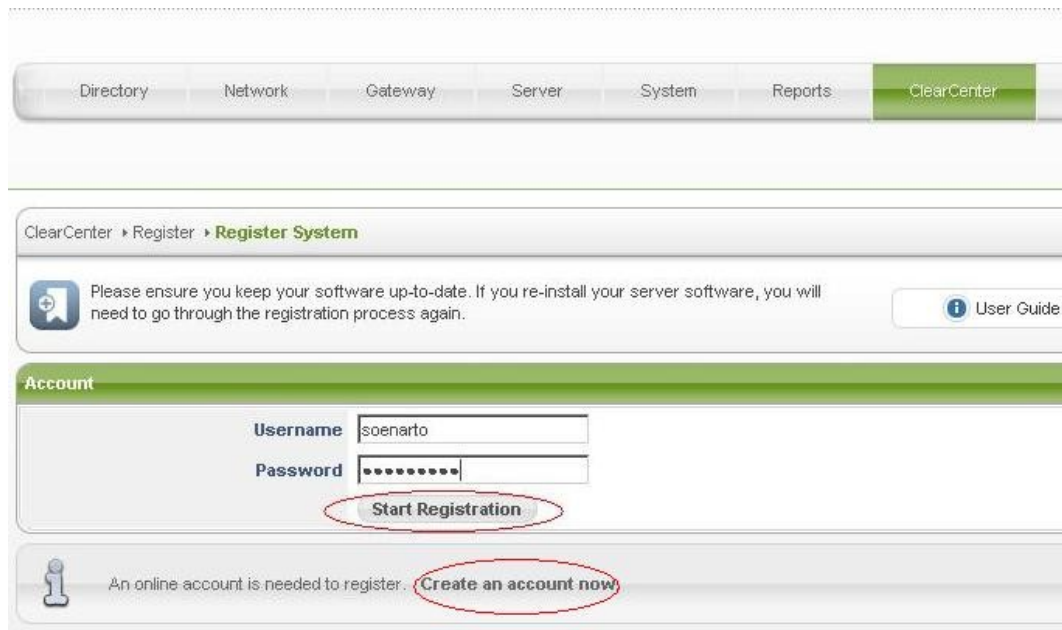 Directory Network Gateway Server System Reports ClearCenter
ClearCenter ▸ Register ▸ Register System
Please ensure you keep your software up-to-date. If you re-install your server software, you will
need to go through the registration process again.
User Guide
Account
Username soenarto
Password •••••••••
Start Registration
An online account is needed to register. Create an account now